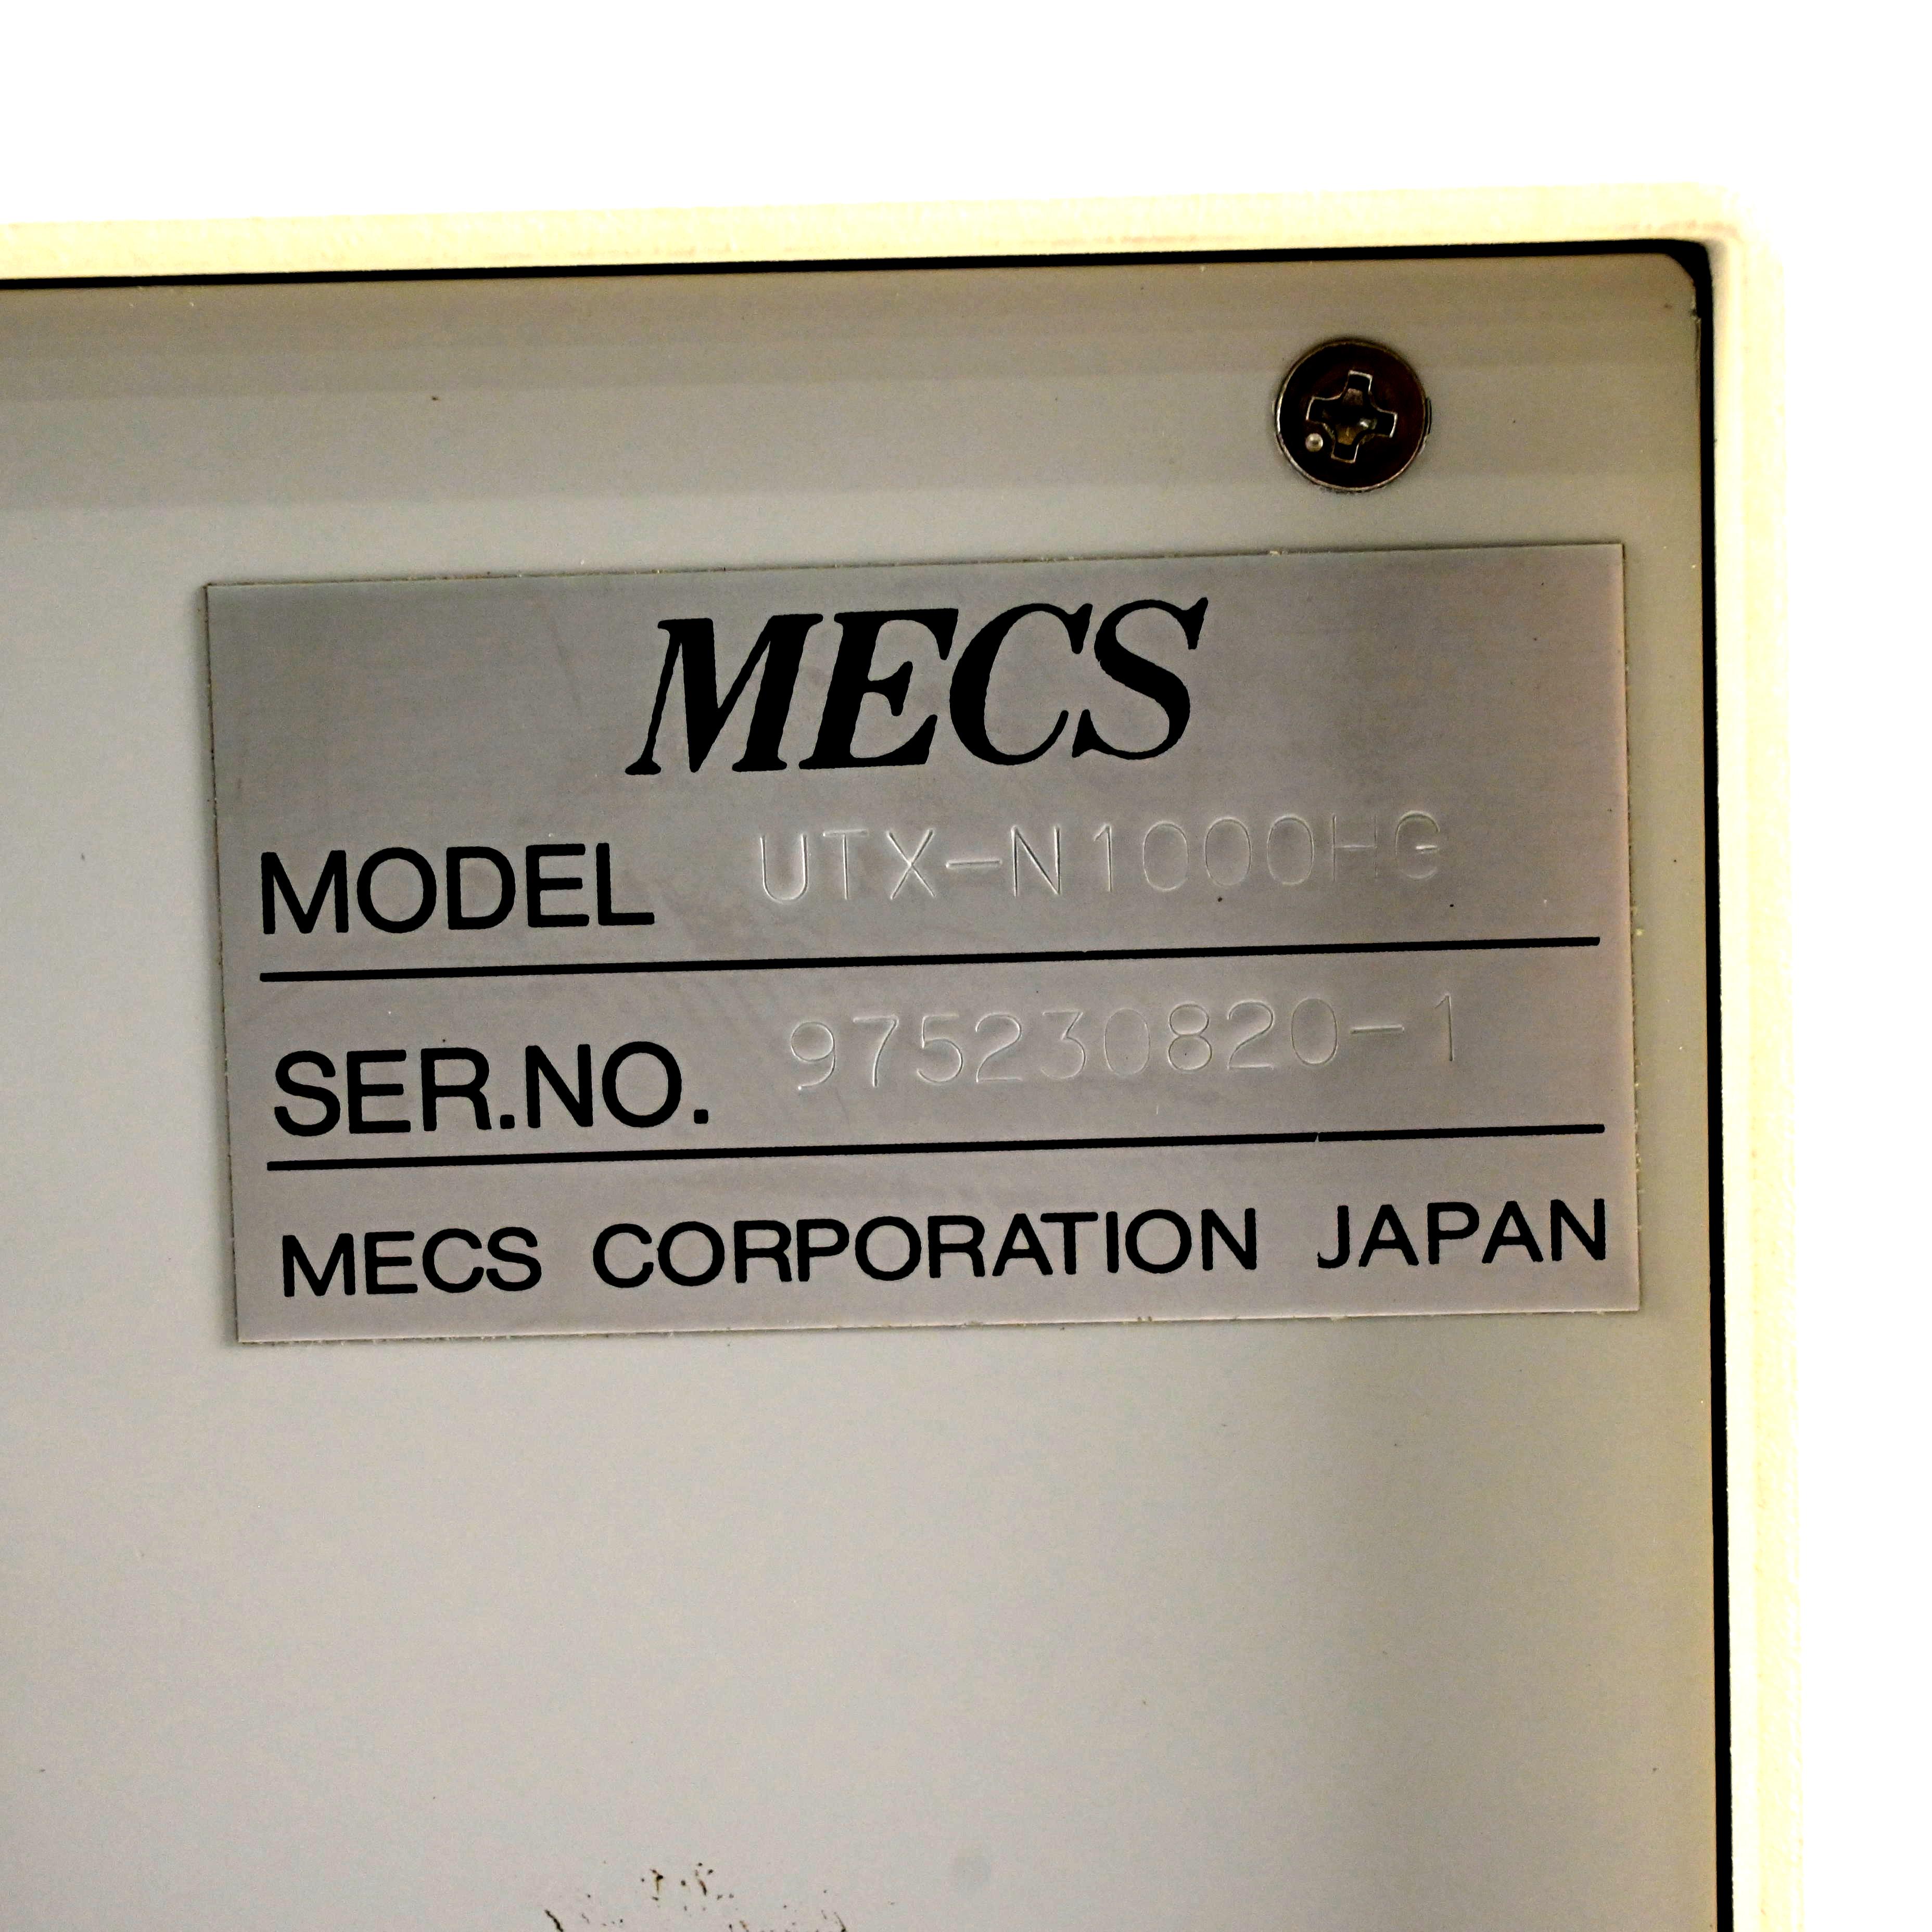 MECS
MODEL UTX-N1000HG
SER.NO. 975230820-1
MECS CORPORATION JAPAN